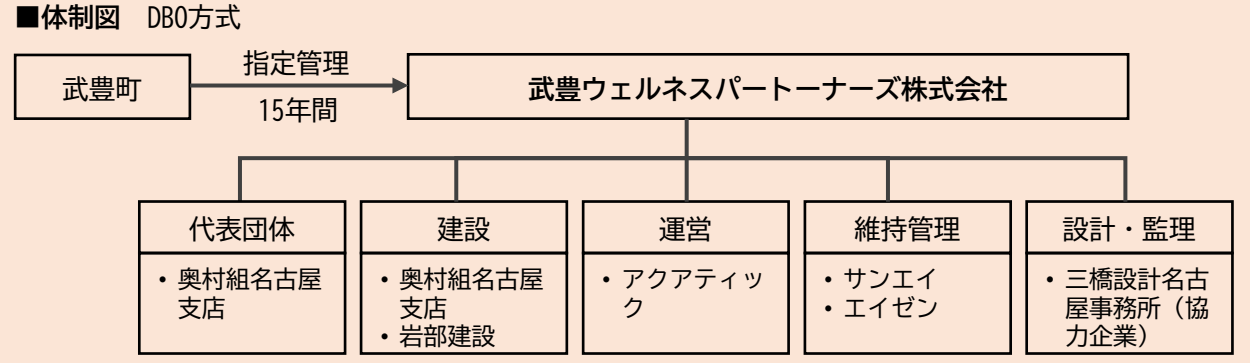 ■体制図　DBO方式
武豊町
指定管理
15年間
武豊ウェルネスパートーナーズ株式会社
代表団体
・奥村組名古屋
支店
建設
・奥村組名古屋
支店
・岩部建設
運営
・アクアティッ
ク
維持管理
・サンエイ
・エイゼン
設計・監理
・三橋設計名古
屋事務所（協
力企業）